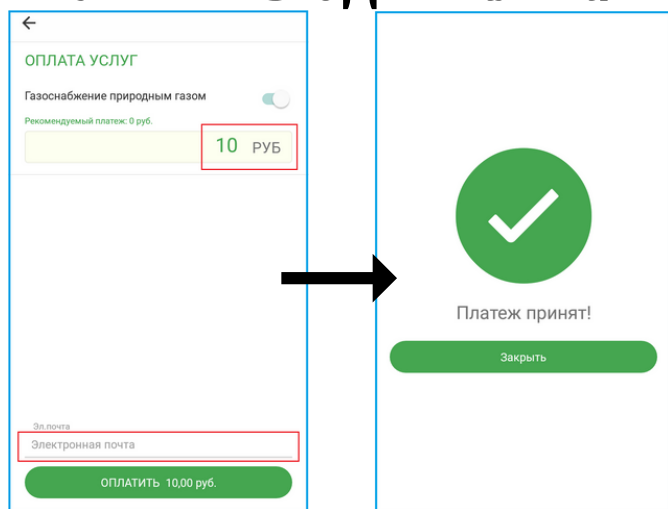 ОПЛАТА УСЛУГ
Газоснабжение природным газом
Рекомендуемый платеж: 0 руб.
10 РУБ
Эл.почта
Электронная почта
ОПЛАТИТЬ 10,00 руб.
Платеж принят!
Закрыть